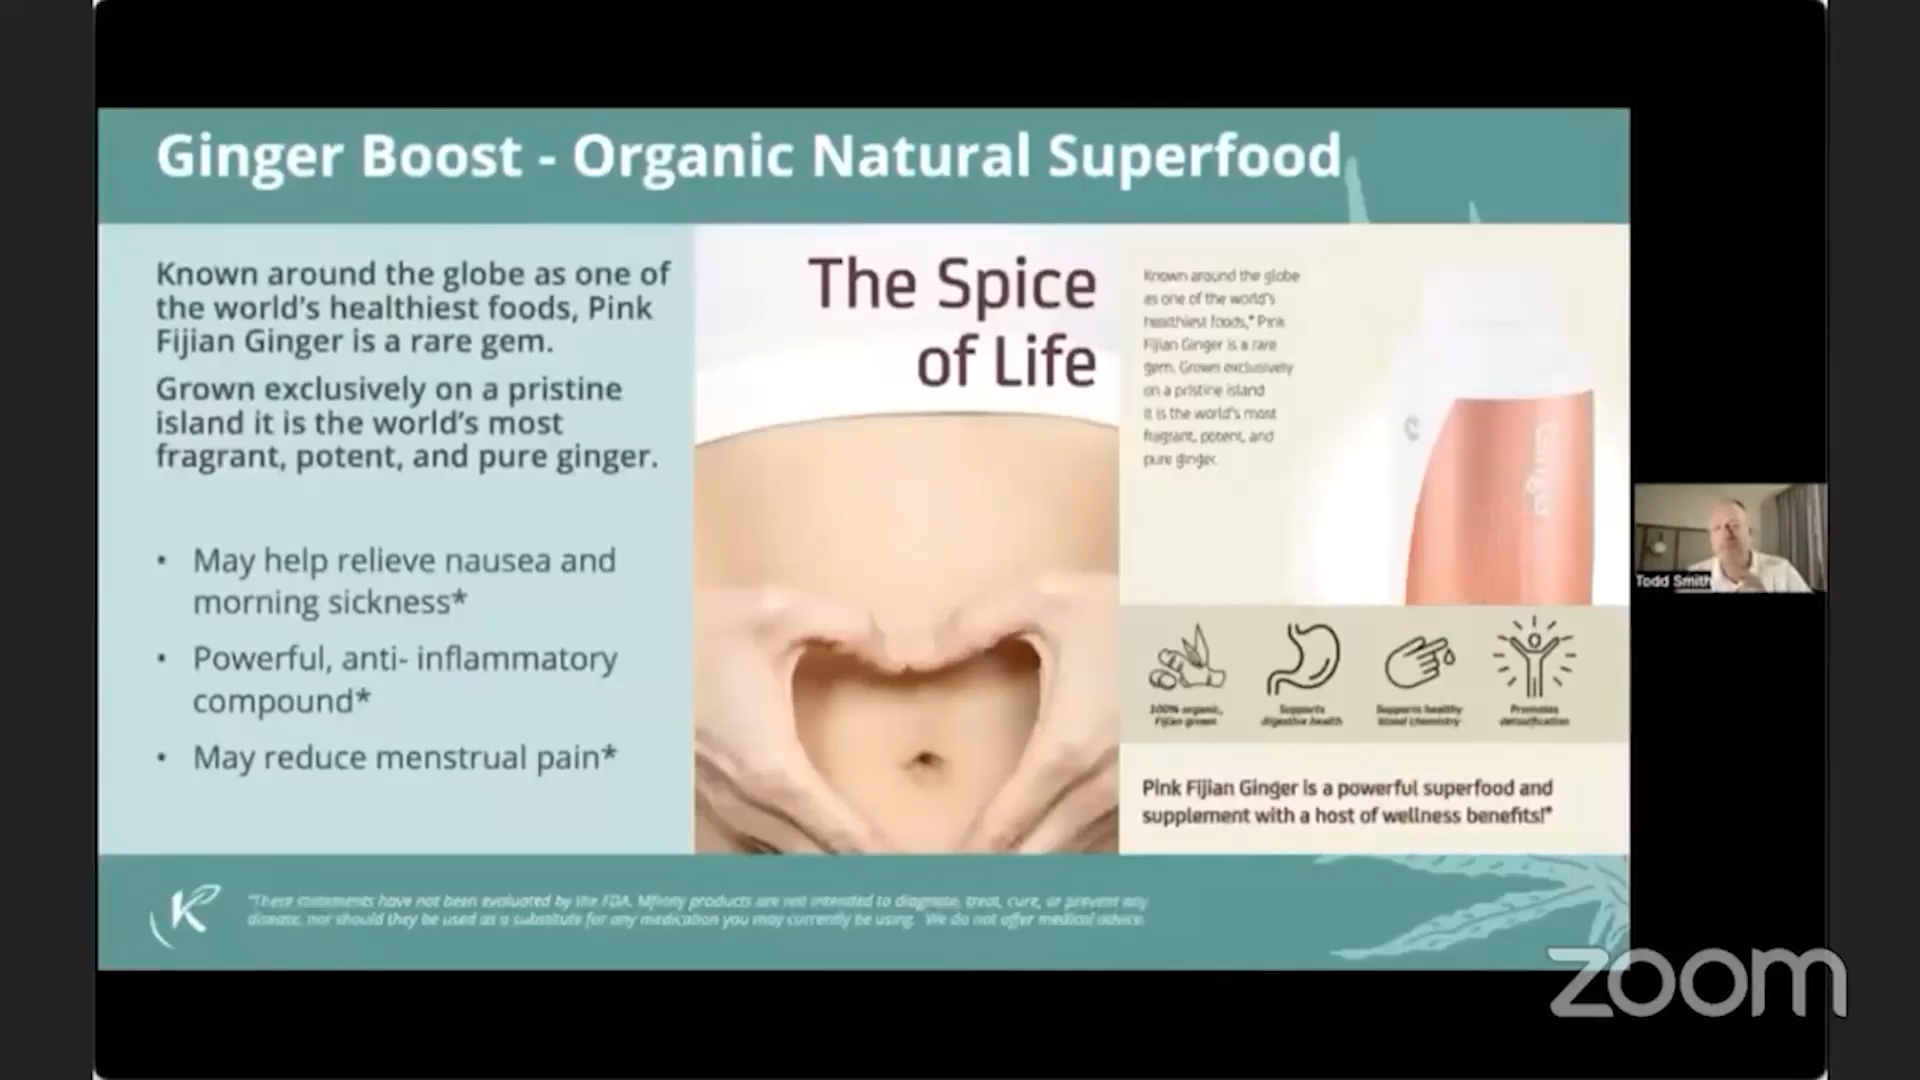 Ginger Boost - Organic Natural Superfood
Known around the globe as one of
the world's healthiest foods, Pink
Fijian Ginger is a rare gem.
Grown exclusively on a pristine
island it is the world's most
fragrant, potent, and pure ginger.
• May help relieve nausea and
morning sickness*
• Powerful, anti- inflammatory
compound*
• May reduce menstrual pain*
The Spice
of Life
Known around the globe
as one of the world's
healthiest foods,* Pink
Fijian Ginger is a rare
gem. Grown exclusively
on a pristine island
it is the world's most
fragrant, potent, and
pure ginger.
Ginger
100% organic,
Fijian grown
Supports
digestive health
Supports healthy
blood chemistry
Promotes
detoxification
Pink Fijian Ginger is a powerful superfood and
supplement with a host of wellness benefits!*
*These statements have not been evaluated by the FDA. Mfinity products are not intended to diagnose, treat, cure, or prevent any
disease, nor should they be used as a substitute for any medication you may currently be using. We do not offer medical advice.
Todd Smith
zoom